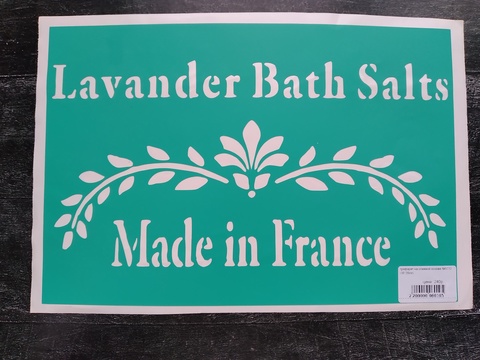 Lavander Bath Salts
Made in France